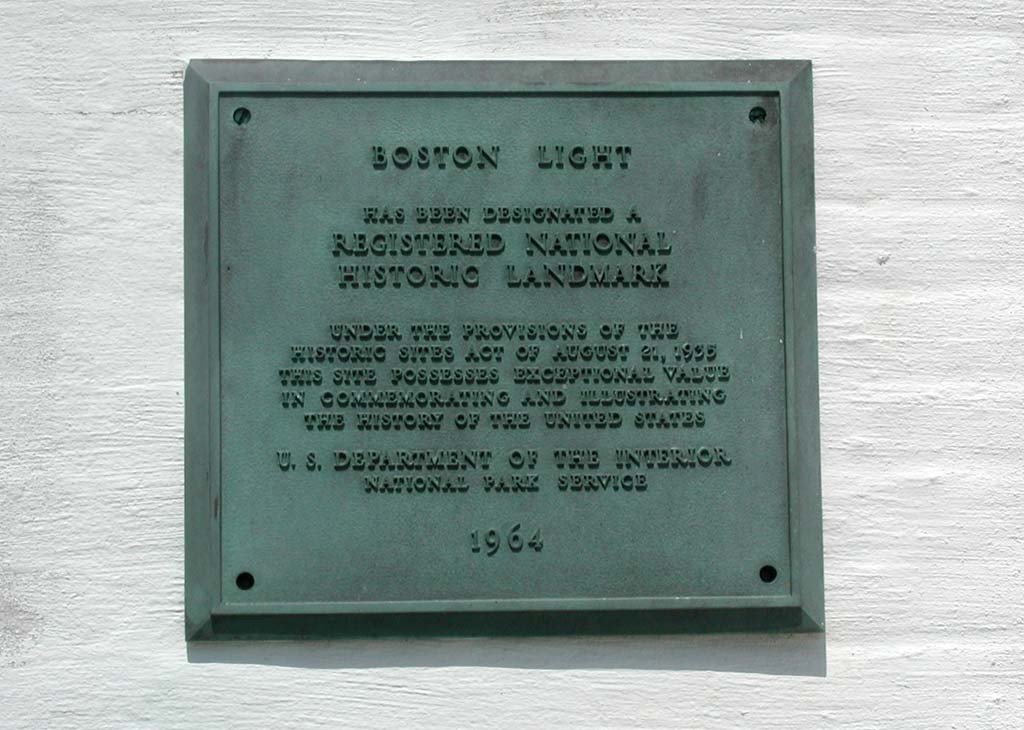 BOSTON LIGHT
HAS BEEN DESIGNATED A
REGISTERED NATIONAL
HISTORIC LANDMARK
UNDER THE PROVISIONS OF THE
HISTORIC SITES ACT OF AUGUST 21, 1935
THIS SITE POSSESSES EXCEPTIONAL VALUE
IN COMMEMORATING AND ILLUSTRATING
THE HISTORY OF THE UNITED STATES
U. S. DEPARTMENT OF THE INTERIOR
NATIONAL PARK SERVICE
1964